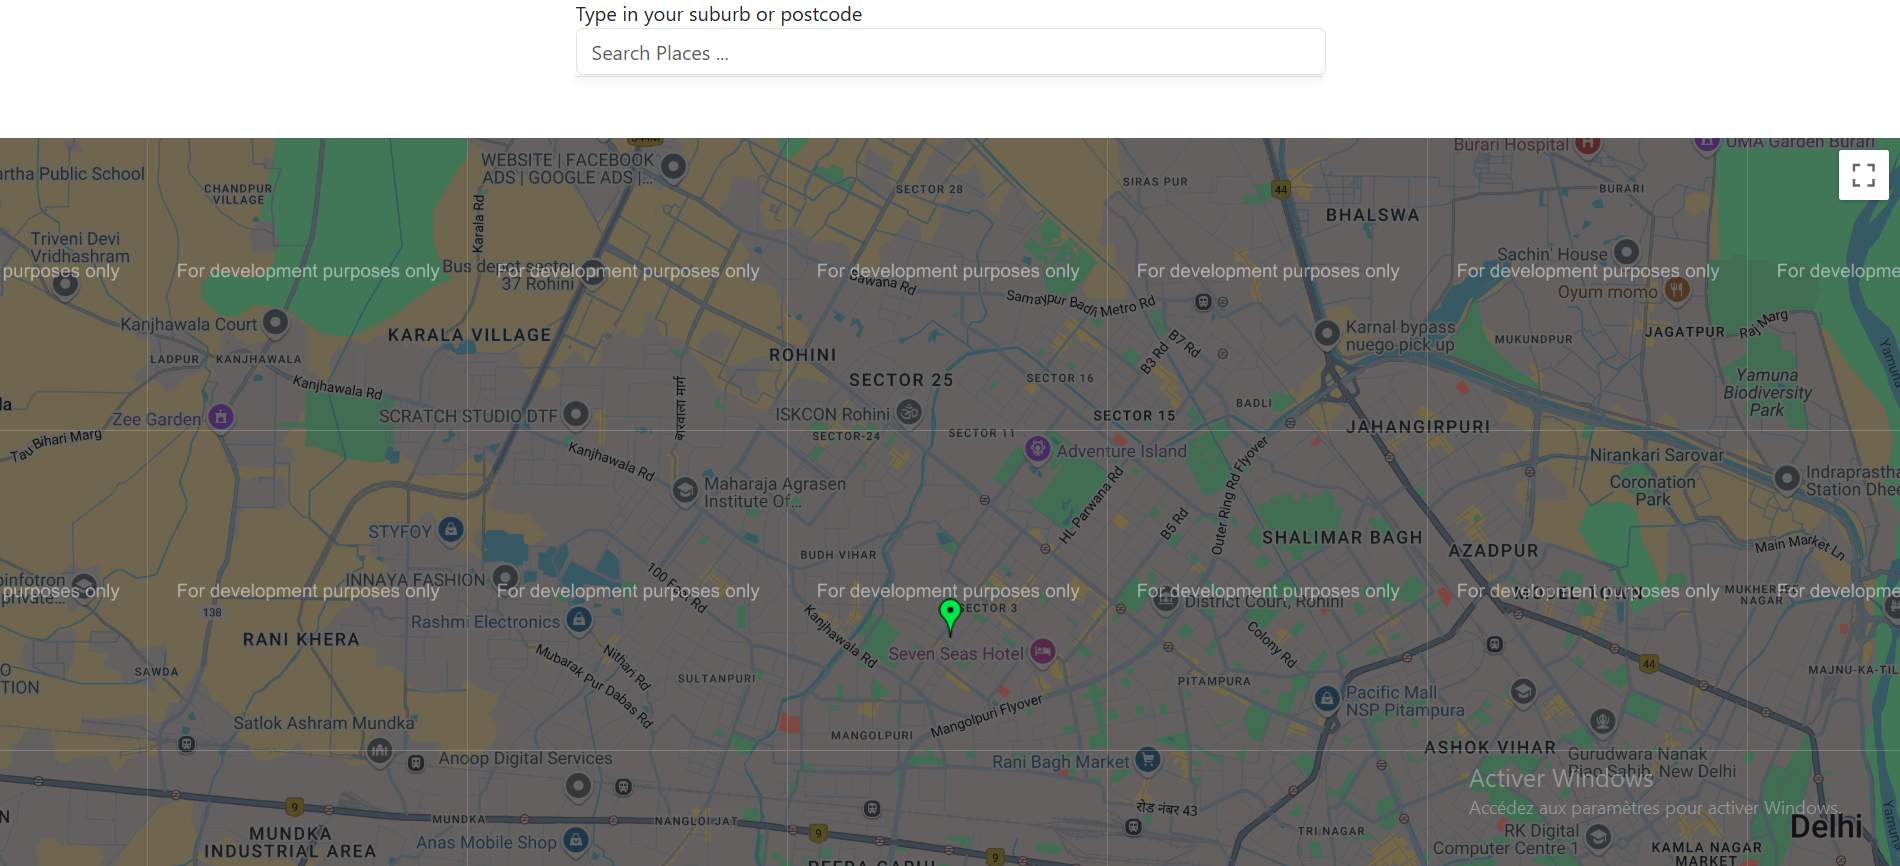 Type in your suburb or postcode
Search Places ...
WEBSITE | FACEBOOK
ADS | GOOGLE ADS |...
Burari Hospital
UMA Garden Burari
artha Public School
CHANDPUR
VILLAGE
SECTOR 28
SIRAS PUR
44
BURARI
BHALSWA
Karala Rd
Triveni Devi
Vridhashram
Sachin' House
purposes only
For development purposes only
Bus depot sector
37 Rohini
For development purposes only
For development purposes only
For development purposes only
For development purposes only
For developme
Bawana Rd
Samaypur Badli Metro Rd
Oyum momo
Kanjhawala Court
KARALA VILLAGE
Karnal bypass
nuego pick up
B7 Rd
B3 Rd
MUKUNDPUR
JAGATPUR
Raj Marg
LADPUR
KANJHAWALA
ROHINI
SECTOR 25
SECTOR 16
Kanjhawala Rd
बारवाला मार्ग
Yamuna
Biodiversity
Park
Zee Garden
SCRATCH STUDIO DTF
ISKCON Rohini
SECTOR 15
BADLI
JAHANGIRPURI
Tau Bihari Marg
SECTOR-24
SECTOR 11
Adventure Island
Kanjhawala Rd
Nirankari Sarovar
Coronation
Park
Indraprastha
Station Dhee
Maharaja Agrasen
Institute Of...
HL Parwana Rd
Outer Ring Rd Flyover
B5 Rd
STYFOY
SHALIMAR BAGH
AZADPUR
Main Market Ln
BUDH VIHAR
INNAYA FASHION
100 Foot Rd
pinfotron
private...
purposes only
For development purposes only
For development purposes only
For development purposes only
For development purposes only
For development purposes only
For developme
138
SECTOR 3
District Court, Rohini
NAGAR
Rashmi Electronics
Kanjhawala Rd
Colony Rd
RANI KHERA
Mubarak Pur Dabas Rd
Nithari Rd
Seven Seas Hotel
44
SAWDA
SULTANPURI
PITAMPURA
MAJNU-KA-TIL
O
TION
Pacific Mall
NSP Pitampura
Satlok Ashram Mundka
MANGOLPURI
Mangolpuri Flyover
ASHOK VIHAR
Gurudwara Nanak
Piao Sahib, New Delhi
Anoop Digital Services
Rani Bagh Market
Activer Windows
Accédez aux paramètres pour activer Windows.
9
रोड नंबर 43
MUNDKA
NANGLOI JAT
9
TRI NAGAR
RK Digital
Computer Centre 1
Delhi
MUNDKA
INDUSTRIAL AREA
Anas Mobile Shop
9
KAMLA NAGAR
MARKET